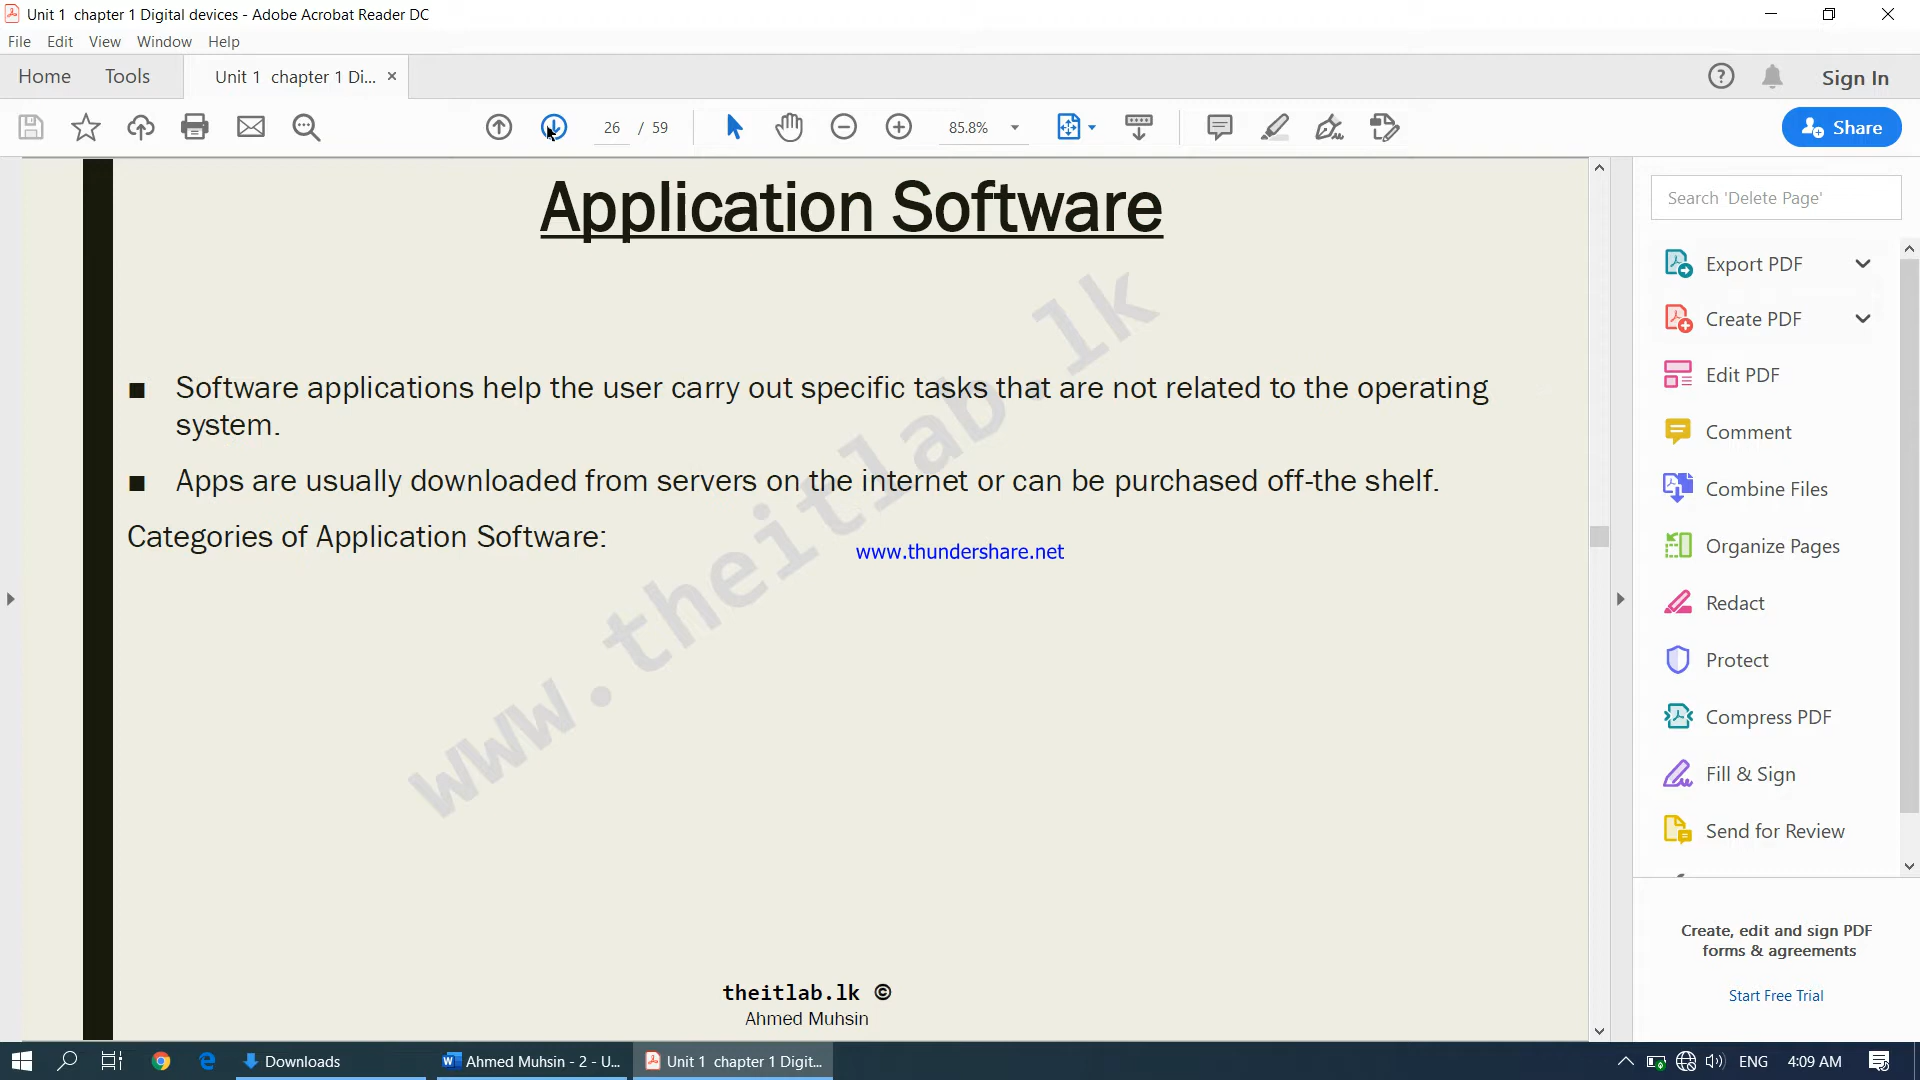 Unit 1  chapter 1 Digital devices - Adobe Acrobat Reader DC
File Edit View Window Help
Home Tools Unit 1  chapter 1 Di... × Sign In
26 / 59 85.8% Share
Application Software
Search 'Delete Page'
Export PDF
Create PDF
Edit PDF
Comment
Combine Files
Organize Pages
Redact
Protect
Compress PDF
Fill & Sign
Send for Review
Create, edit and sign PDF
forms & agreements
Start Free Trial
■ Software applications help the user carry out specific tasks that are not related to the operating
system.
■ Apps are usually downloaded from servers on the internet or can be purchased off-the shelf.
Categories of Application Software:
www.thundershare.net
www.theitlab.lk
theitlab.lk ©
Ahmed Muhsin
Downloads Ahmed Muhsin - 2 - U... Unit 1  chapter 1 Digit... ENG 4:09 AM